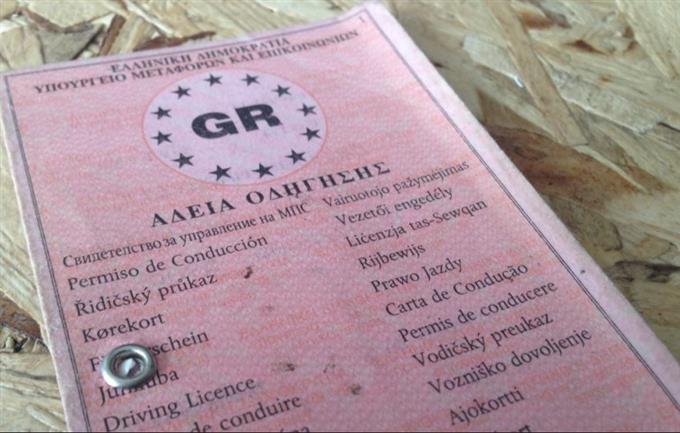 ΕΛΛΗΝΙΚΗ ΔΗΜΟΚΡΑΤΙΑ
ΥΠΟΥΡΓΕΙΟ ΜΕΤΑΦΟΡΩΝ ΚΑΙ ΕΠΙΚΟΙΝΩΝΙΩΝ
1
GR
ΑΔΕΙΑ ΟΔΗΓΗΣΗΣ
Свидетелство за управление на МПС
Permiso de Conducción
Řidičský průkaz
Kørekort
Driving Licence
de conduire
Vairuotojo pažymėjimas
Vezetői engedély
Liċenzja tas-Sewqan
Rijbewijs
Prawo Jazdy
Carta de Condução
Permis de conducere
Vodičský preukaz
Vozniško dovoljenje
Ajokortti